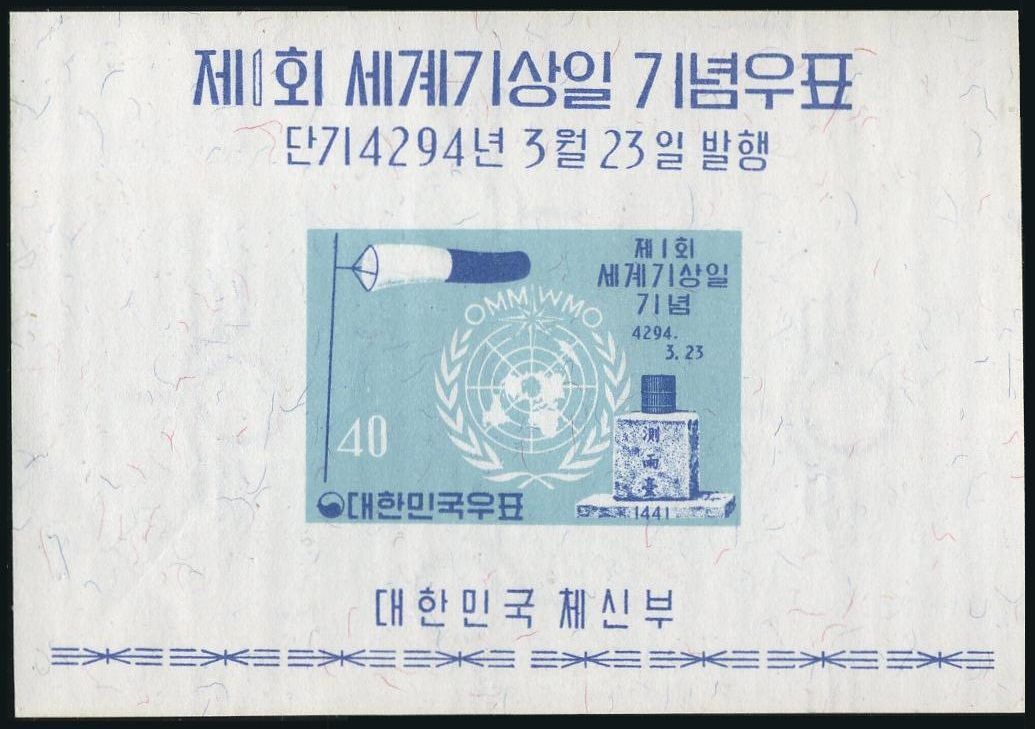 제1회 세계기상일 기념우표
단기4294년 3월 23일 발행
제1회
세계기상일
기념
4294.
3.23
OMM WMO
測
雨
臺
1441
40
대한민국우표
대한민국 체신부